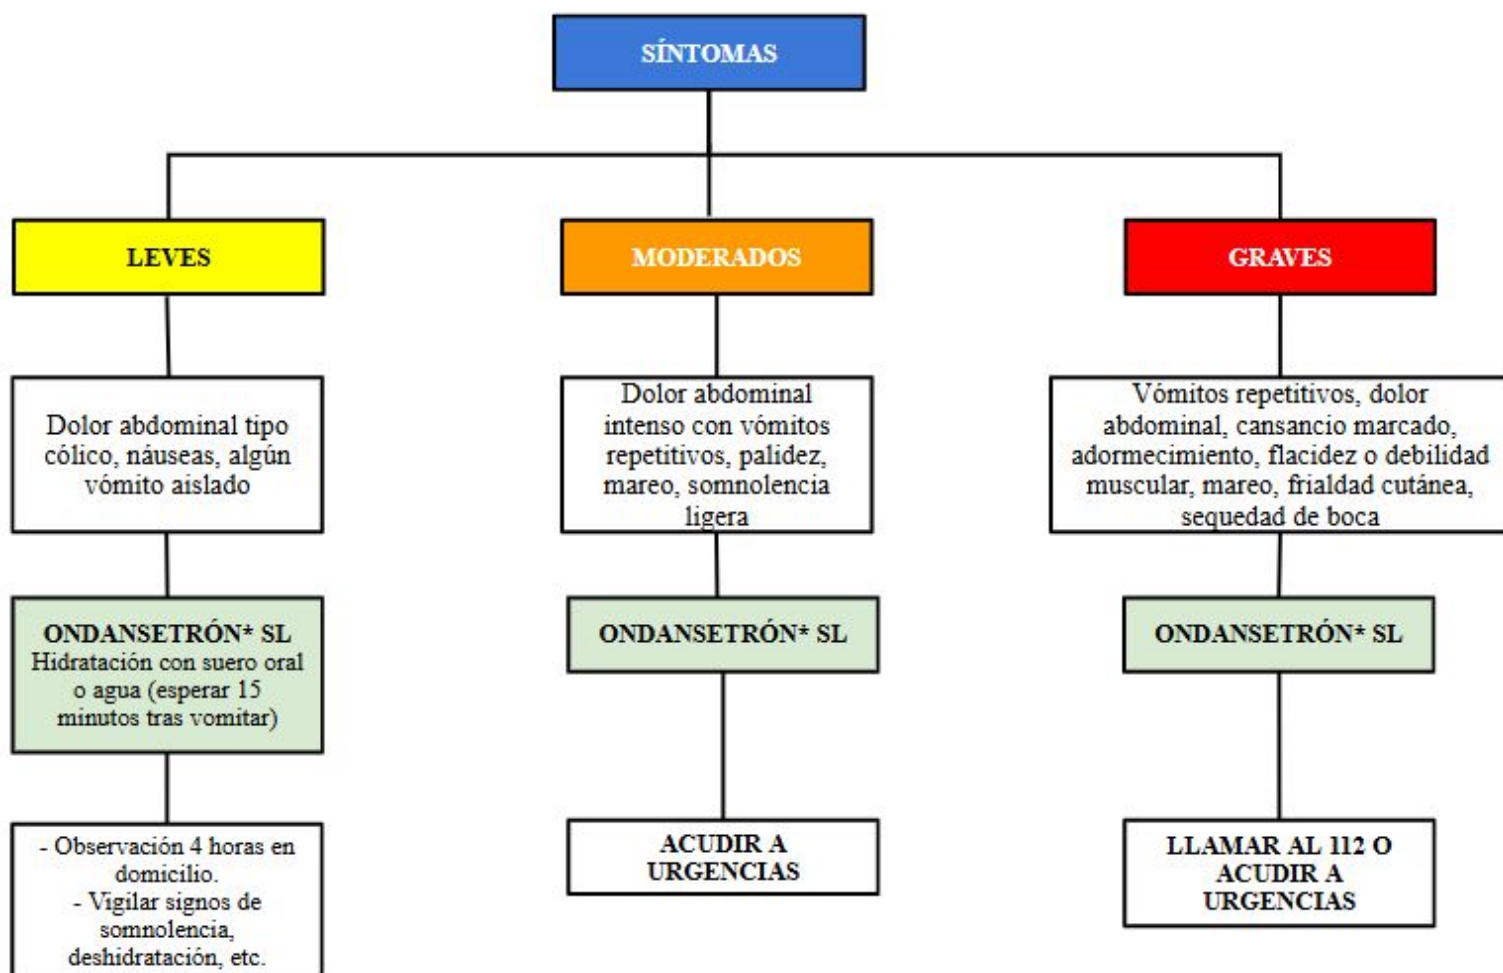 SÍNTOMAS
LEVES
MODERADOS
GRAVES
Dolor abdominal tipo
cólico, náuseas, algún
vómito aislado
Dolor abdominal
intenso con vómitos
repetitivos, palidez,
mareo, somnolencia
ligera
Vómitos repetitivos, dolor
abdominal, cansancio marcado,
adormecimiento, flacidez o debilidad
muscular, mareo, frialdad cutánea,
sequedad de boca
ONDANSETRÓN* SL
Hidratación con suero oral
o agua (esperar 15
minutos tras vomitar)
ONDANSETRÓN* SL
ONDANSETRÓN* SL
- Observación 4 horas en
domicilio.
- Vigilar signos de
somnolencia,
deshidratación, etc.
ACUDIR A
URGENCIAS
LLAMAR AL 112 O
ACUDIR A
URGENCIAS